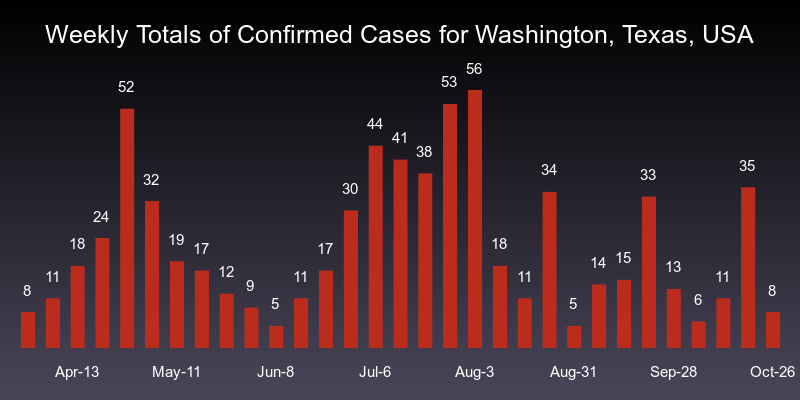 Weekly Totals of Confirmed Cases for Washington, Texas, USA
8 11 18 24 52 32 19 17 12 9 5 11 17 30 44 41 38 53 56 18 11 34 5 14 15 33 13 6 11 35 8
Apr-13 May-11 Jun-8 Jul-6 Aug-3 Aug-31 Sep-28 Oct-26